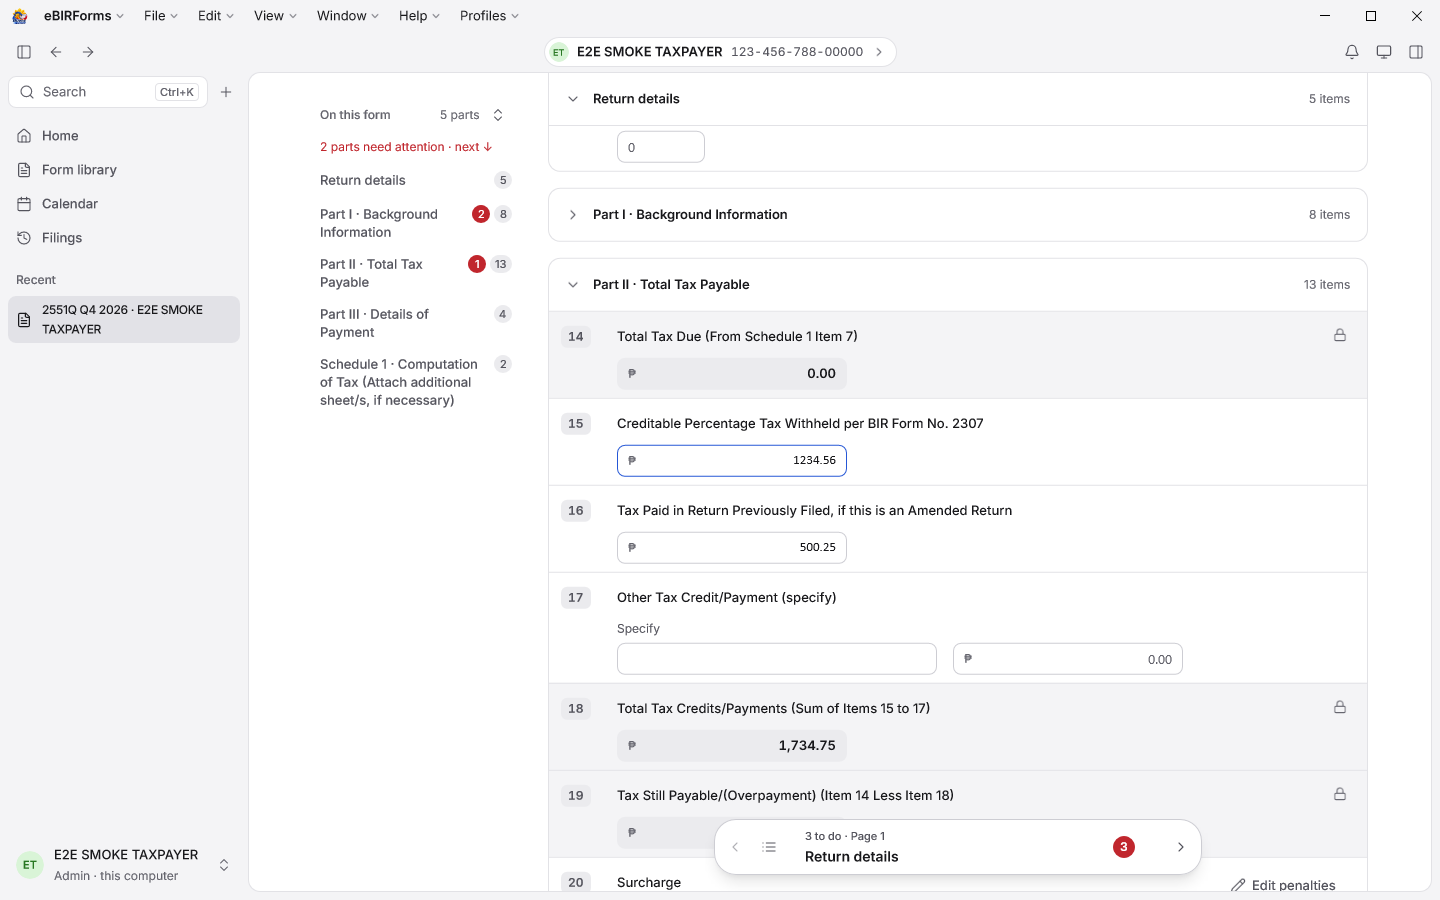 eBIRForms
File
Edit
View
Window
Help
Profiles
ET E2E SMOKE TAXPAYER 123-456-788-00000
Search Ctrl+K
Home
Form library
Calendar
Filings
Recent
2551Q Q4 2026 · E2E SMOKE
TAXPAYER
ET E2E SMOKE TAXPAYER
Admin · this computer
On this form 5 parts
2 parts need attention · next ↓
Return details 5
Part I · Background 2 8
Information
Part II · Total Tax 1 13
Payable
Part III · Details of 4
Payment
Schedule 1 · Computation 2
of Tax (Attach additional
sheet/s, if necessary)
Return details 5 items
0
Part I · Background Information 8 items
Part II · Total Tax Payable 13 items
14 Total Tax Due (From Schedule 1 Item 7)
₱ 0.00
15 Creditable Percentage Tax Withheld per BIR Form No. 2307
₱ 1234.56
16 Tax Paid in Return Previously Filed, if this is an Amended Return
₱ 500.25
17 Other Tax Credit/Payment (specify)
Specify
₱ 0.00
18 Total Tax Credits/Payments (Sum of Items 15 to 17)
₱ 1,734.75
19 Tax Still Payable/(Overpayment) (Item 14 Less Item 18)
₱
3 to do · Page 1
Return details 3
20 Surcharge Edit penalties